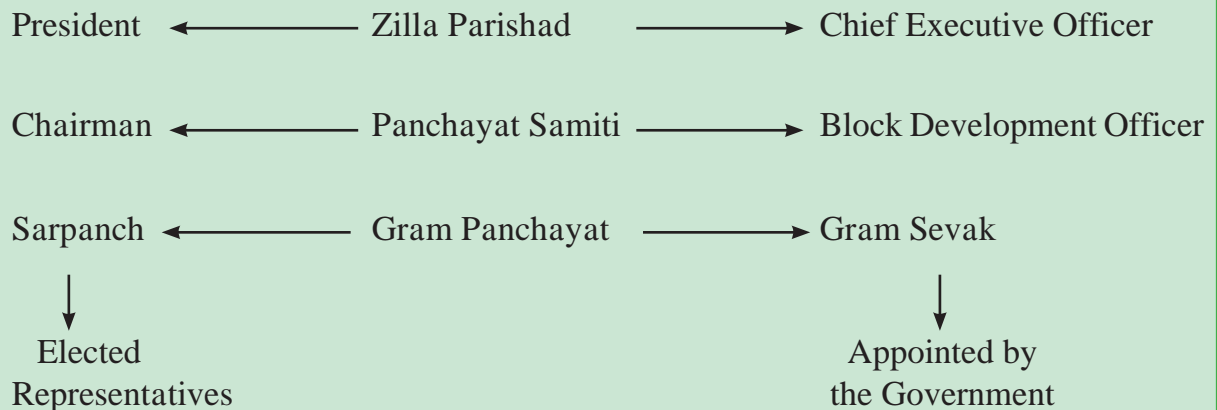 President Zilla Parishad Chief Executive Officer
Chairman Panchayat Samiti Block Development Officer
Sarpanch Gram Panchayat Gram Sevak
Elected Appointed by
Representatives the Government